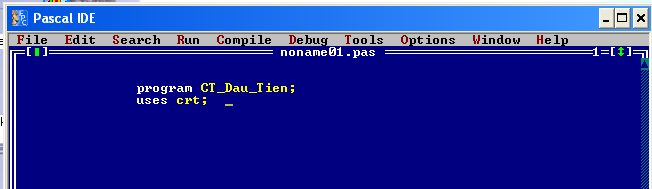 Pascal IDE
File Edit Search Run Compile Debug Tools Options Window Help
noname01.pas 1=[↕]
program CT_Dau_Tien;
uses crt; _